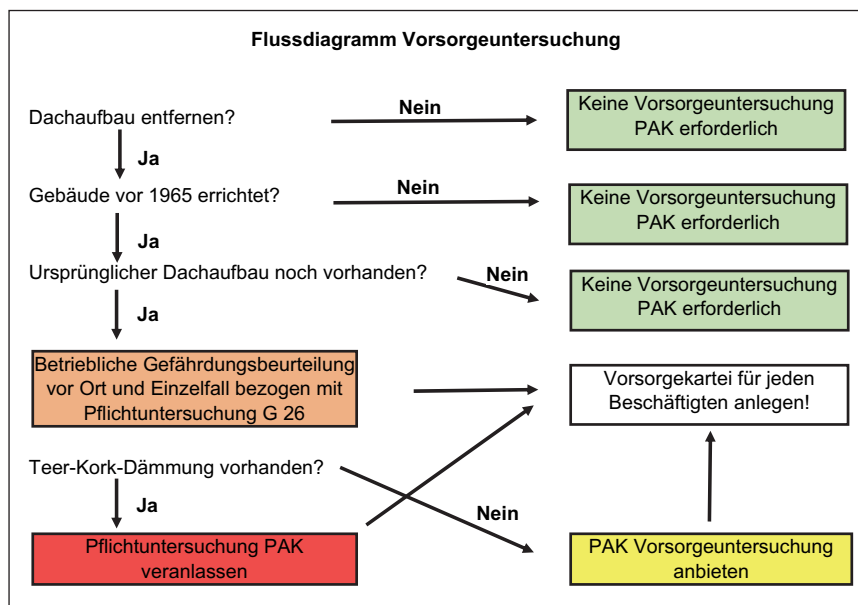 Flussdiagramm Vorsorgeuntersuchung
Dachaufbau entfernen?
Nein
Keine Vorsorgeuntersuchung
PAK erforderlich
Ja
Gebäude vor 1965 errichtet?
Nein
Keine Vorsorgeuntersuchung
PAK erforderlich
Ja
Ursprünglicher Dachaufbau noch vorhanden?
Nein
Keine Vorsorgeuntersuchung
PAK erforderlich
Ja
Betriebliche Gefährdungsbeurteilung
vor Ort und Einzelfall bezogen mit
Pflichtuntersuchung G 26
Vorsorgekartei für jeden
Beschäftigten anlegen!
Teer-Kork-Dämmung vorhanden?
Ja
Nein
Pflichtuntersuchung PAK
veranlassen
PAK Vorsorgeuntersuchung
anbieten